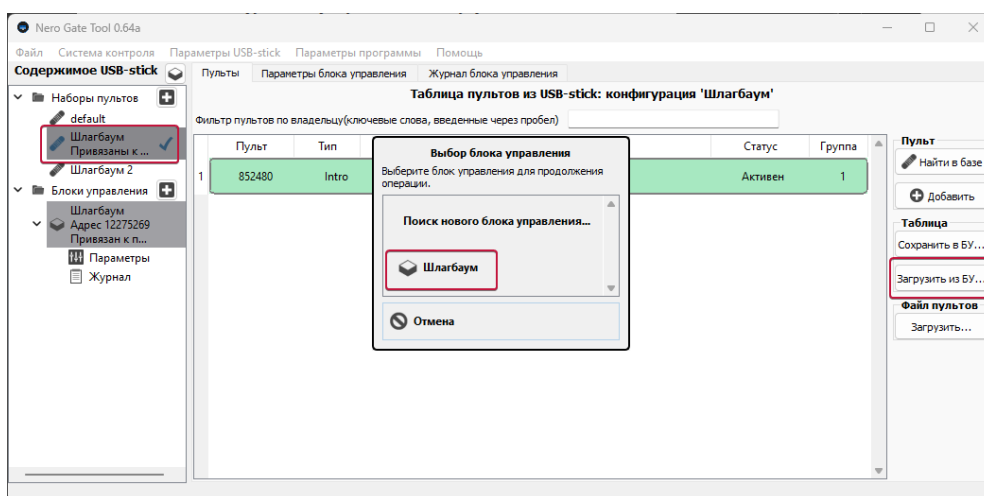 Nero Gate Tool 0.64a
Файл Система контроля Параметры USB-stick Параметры программы Помощь
Содержимое USB-stick
Наборы пультов
default
Шлагбаум
Привязаны к ...
Шлагбаум 2
Блоки управления
Шлагбаум
Адрес 12275269
Привязан к п...
Параметры
Журнал
Пульты Параметры блока управления Журнал блока управления
Таблица пультов из USB-stick: конфигурация 'Шлагбаум'
Фильтр пультов по владельцу(ключевые слова, введенные через пробел)
Пульт Тип Статус Группа
1 852480 Intro Активен 1
Выбор блока управления
Выберите блок управления для продолжения
операции.
Поиск нового блока управления...
Шлагбаум
Отмена
Пульт
Найти в базе
Добавить
Таблица
Сохранить в БУ...
Загрузить из БУ...
Файл пультов
Загрузить...